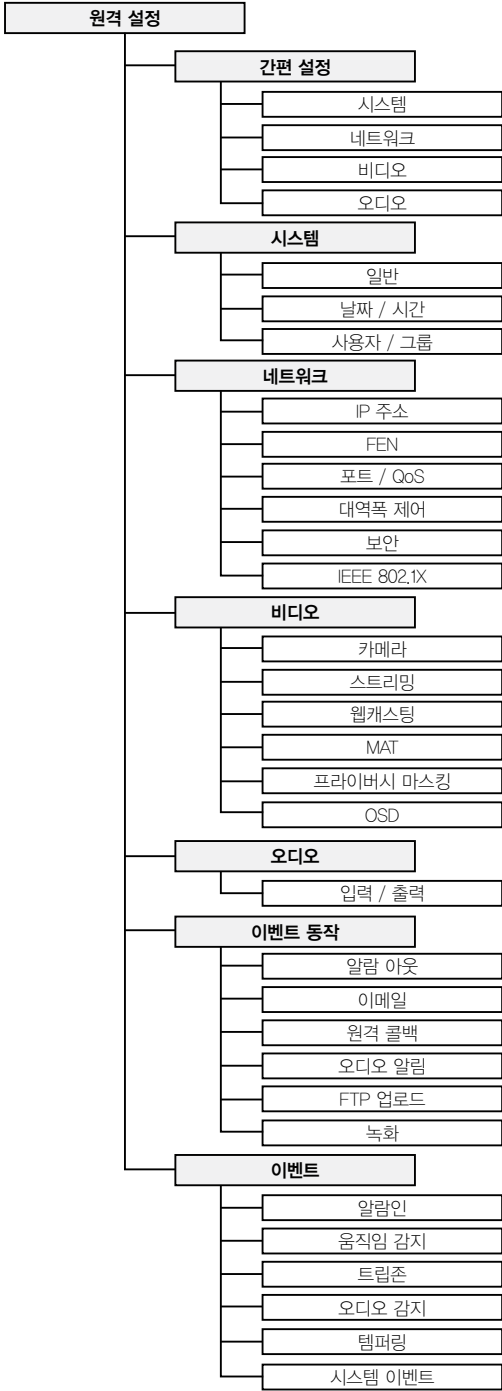 원격 설정
간편 설정
시스템
네트워크
비디오
오디오
시스템
일반
날짜 / 시간
사용자 / 그룹
네트워크
IP 주소
FEN
포트 / QoS
대역폭 제어
보안
IEEE 802.1X
비디오
카메라
스트리밍
웹캐스팅
MAT
프라이버시 마스킹
OSD
오디오
입력 / 출력
이벤트 동작
알람 아웃
이메일
원격 콜백
오디오 알림
FTP 업로드
녹화
이벤트
알람인
움직임 감지
트립존
오디오 감지
템퍼링
시스템 이벤트